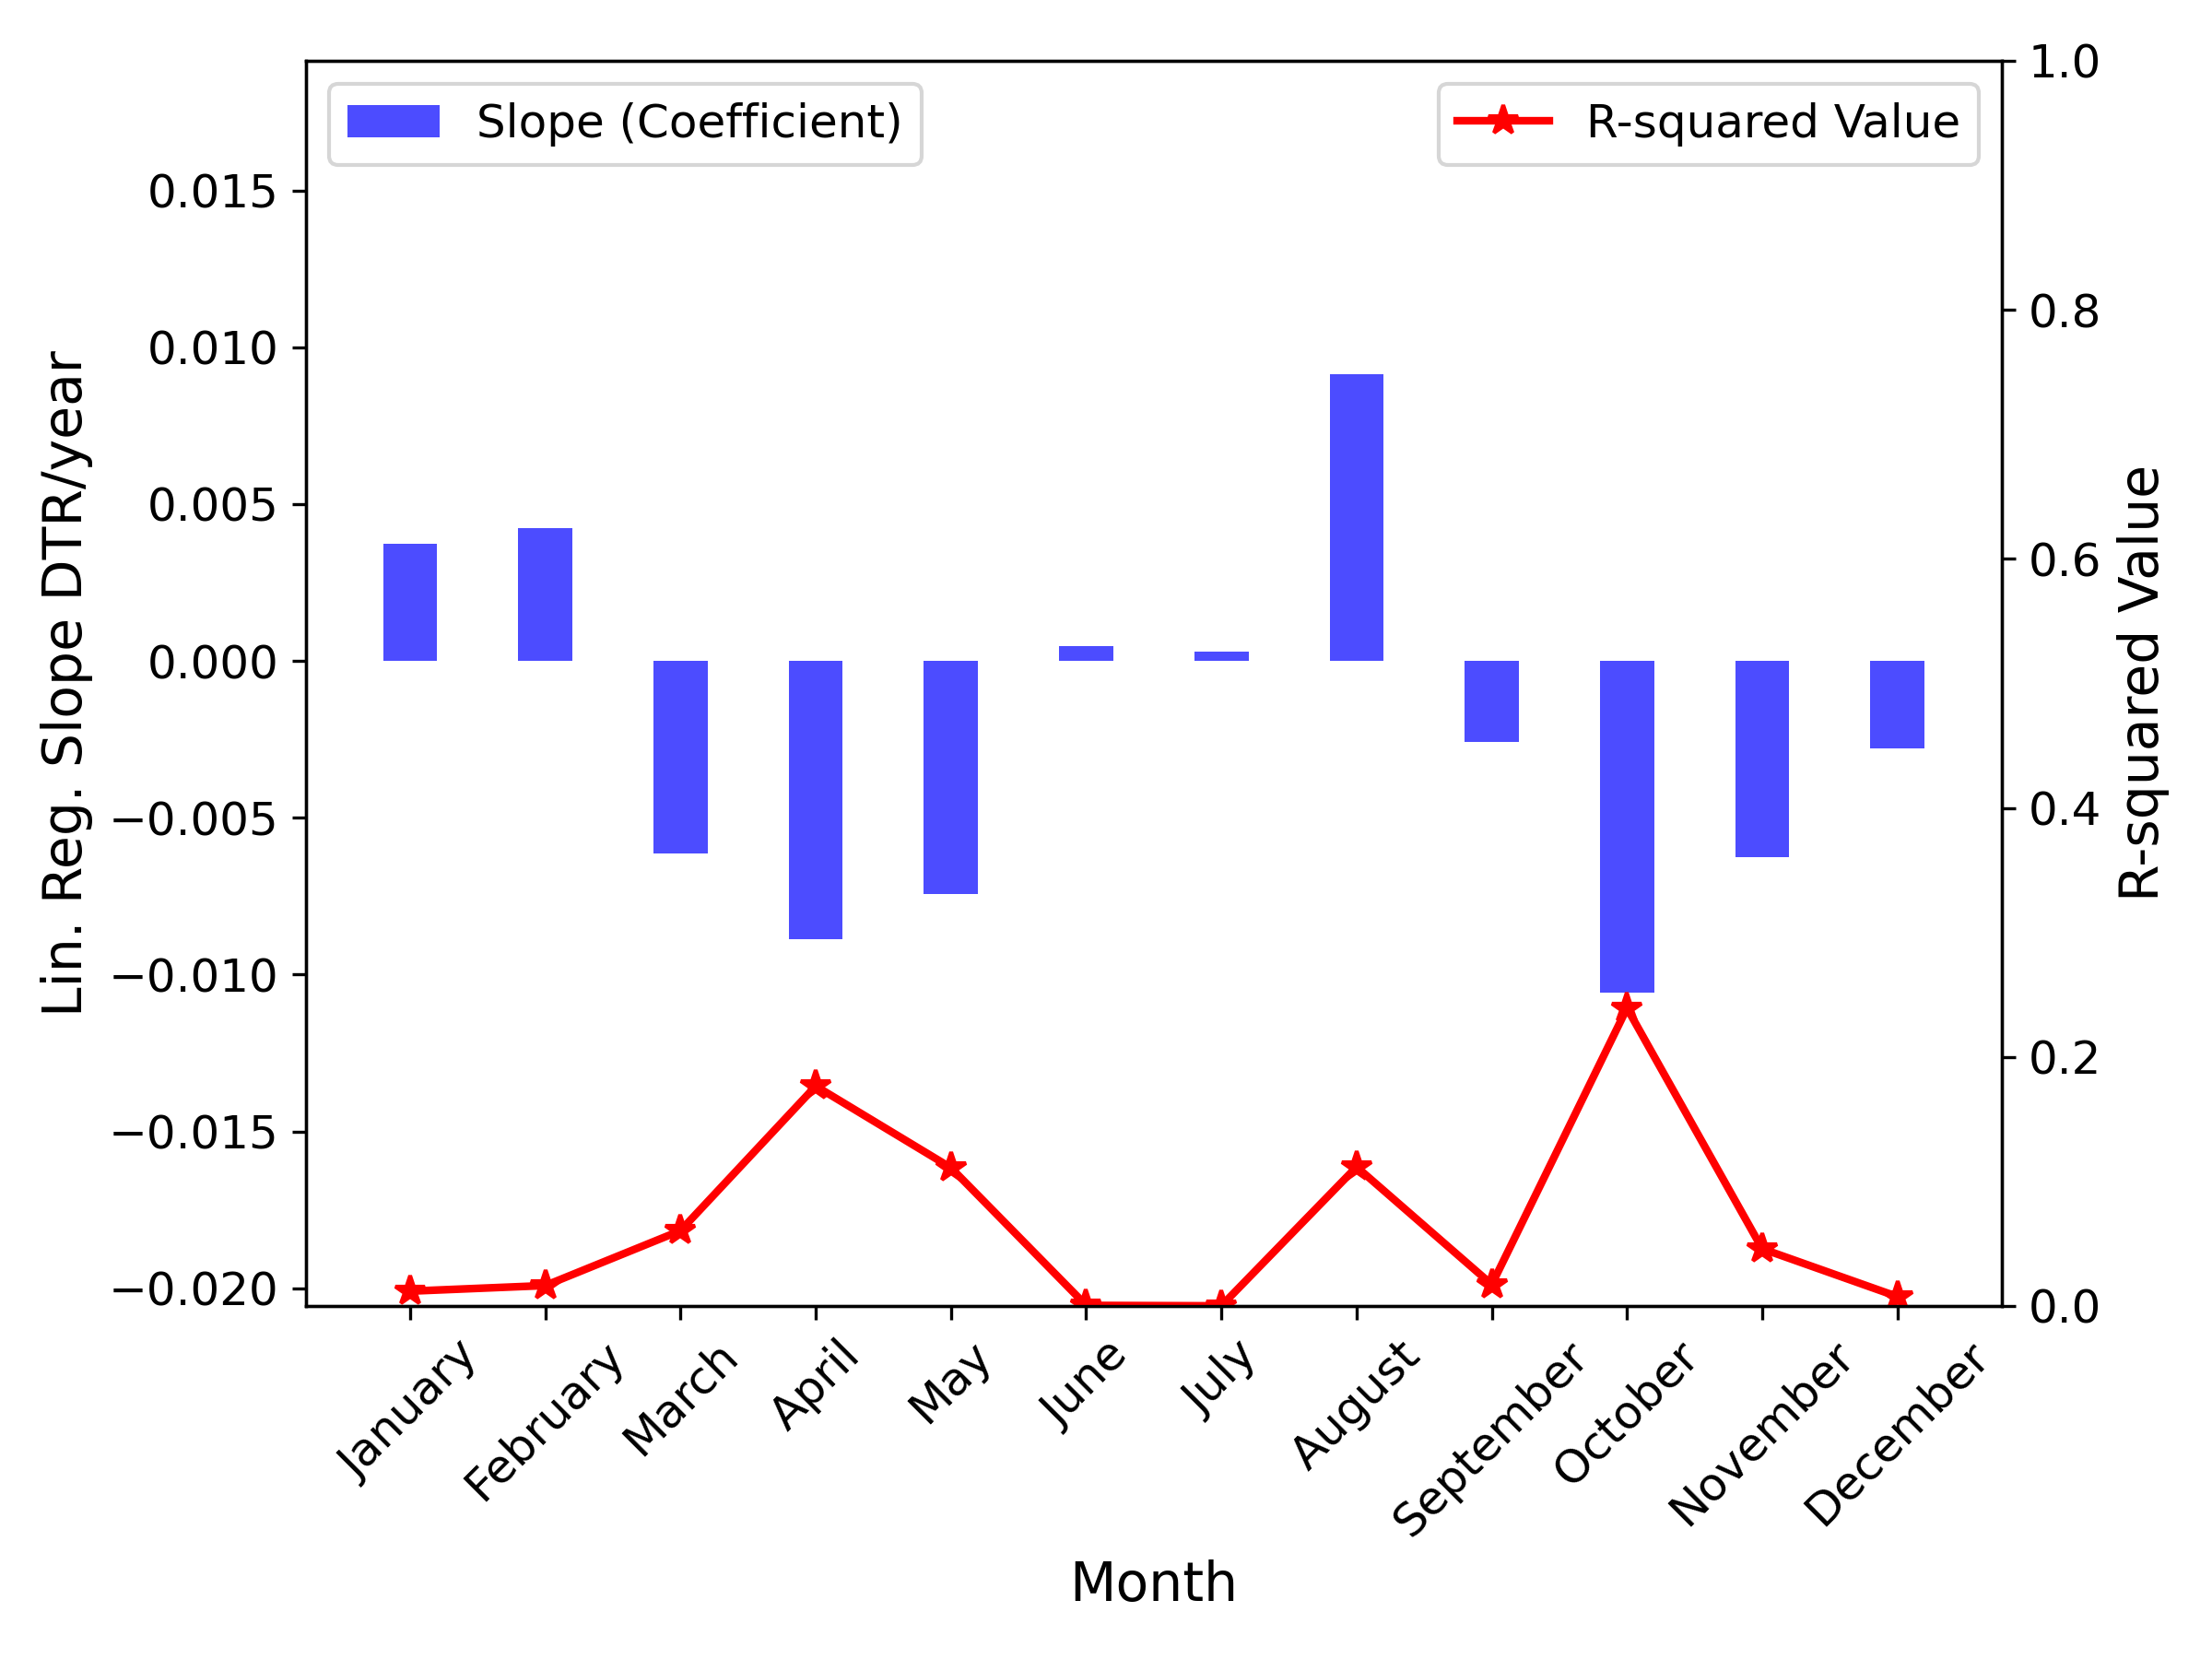 Slope (Coefficient)
R-squared Value
0.015
0.010
0.005
0.000
−0.005
−0.010
−0.015
−0.020
Lin. Reg. Slope DTR/year
1.0
0.8
0.6
0.4
0.2
0.0
R-squared Value
January
February
March
April
May
June
July
August
September
October
November
December
Month